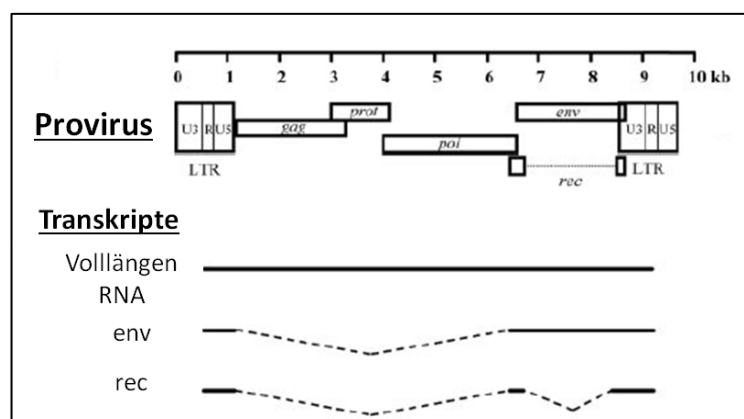 0 1 2 3 4 5 6 7 8 9 10 kb
Provirus
U3 R U5 gag prot pol env U3 R U5
LTR rec LTR
Transkripte
Volllängen
RNA
env
rec